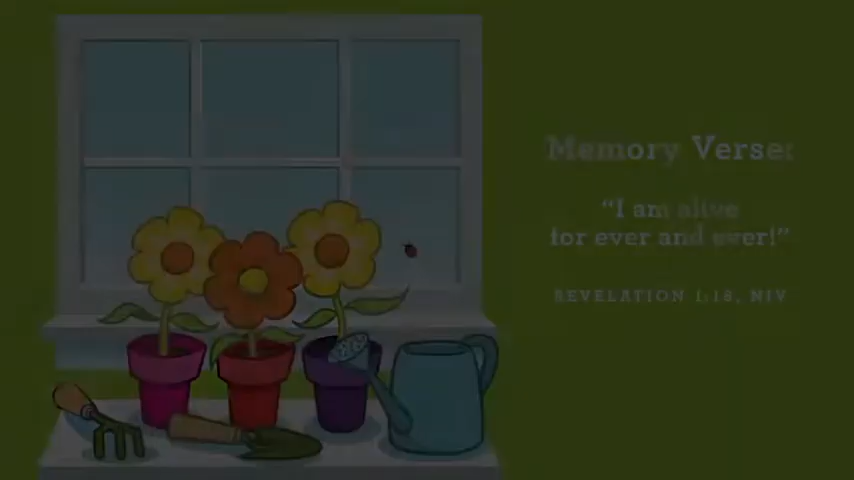 Memory Verse:
“I am alive
for ever and ever!”
REVELATION 1:18, NIV